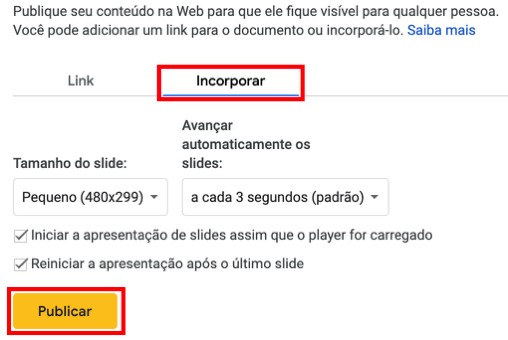 Publique seu conteúdo na Web para que ele fique visível para qualquer pessoa.
Você pode adicionar um link para o documento ou incorporá-lo. Saiba mais
Link
Incorporar
Avançar
automaticamente os
slides:
Tamanho do slide:
Pequeno (480x299)
a cada 3 segundos (padrão)
Iniciar a apresentação de slides assim que o player for carregado
Reiniciar a apresentação após o último slide
Publicar